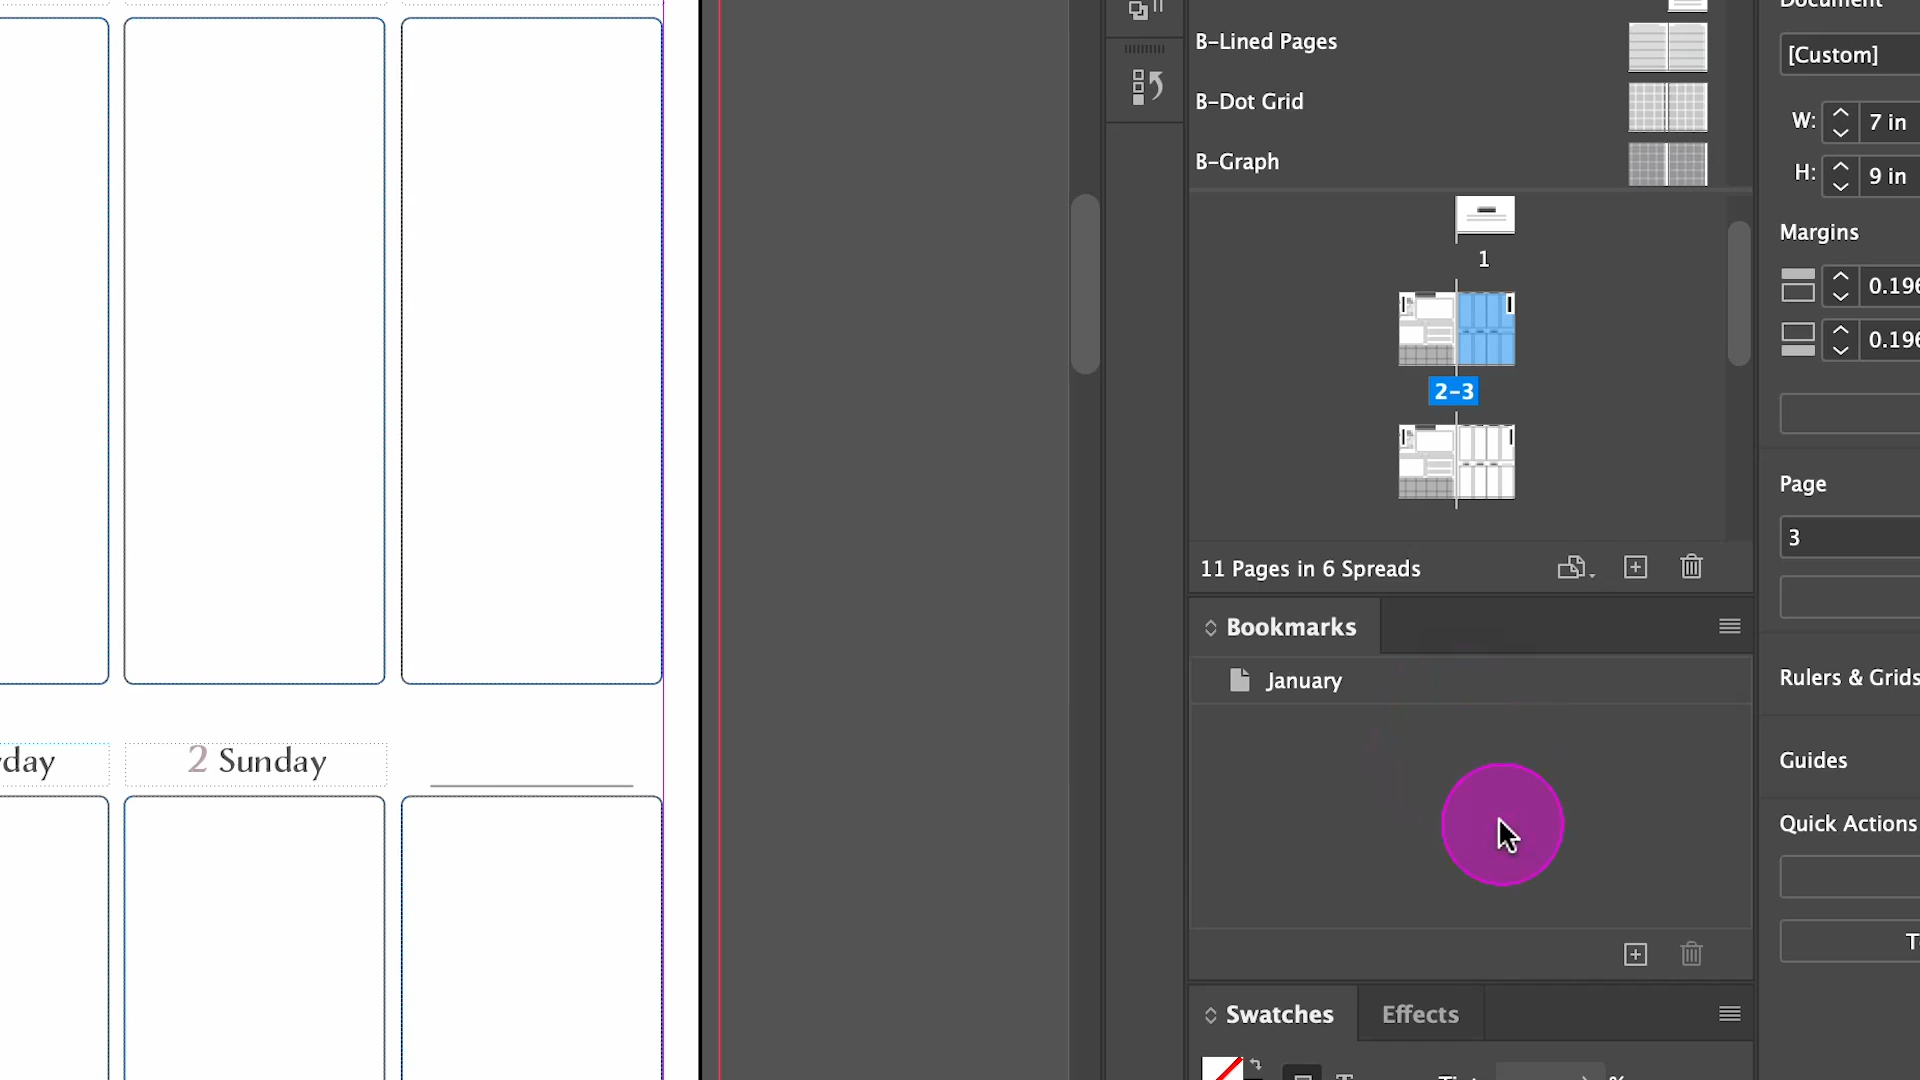 B-Lined Pages
B-Dot Grid
B-Graph
1
2-3
11 Pages in 6 Spreads
Bookmarks
January
Swatches
Effects
[Custom]
W:
7 in
H:
9 in
Margins
0.196
0.196
Page
3
Rulers & Grids
Guides
Quick Actions
day
2 Sunday